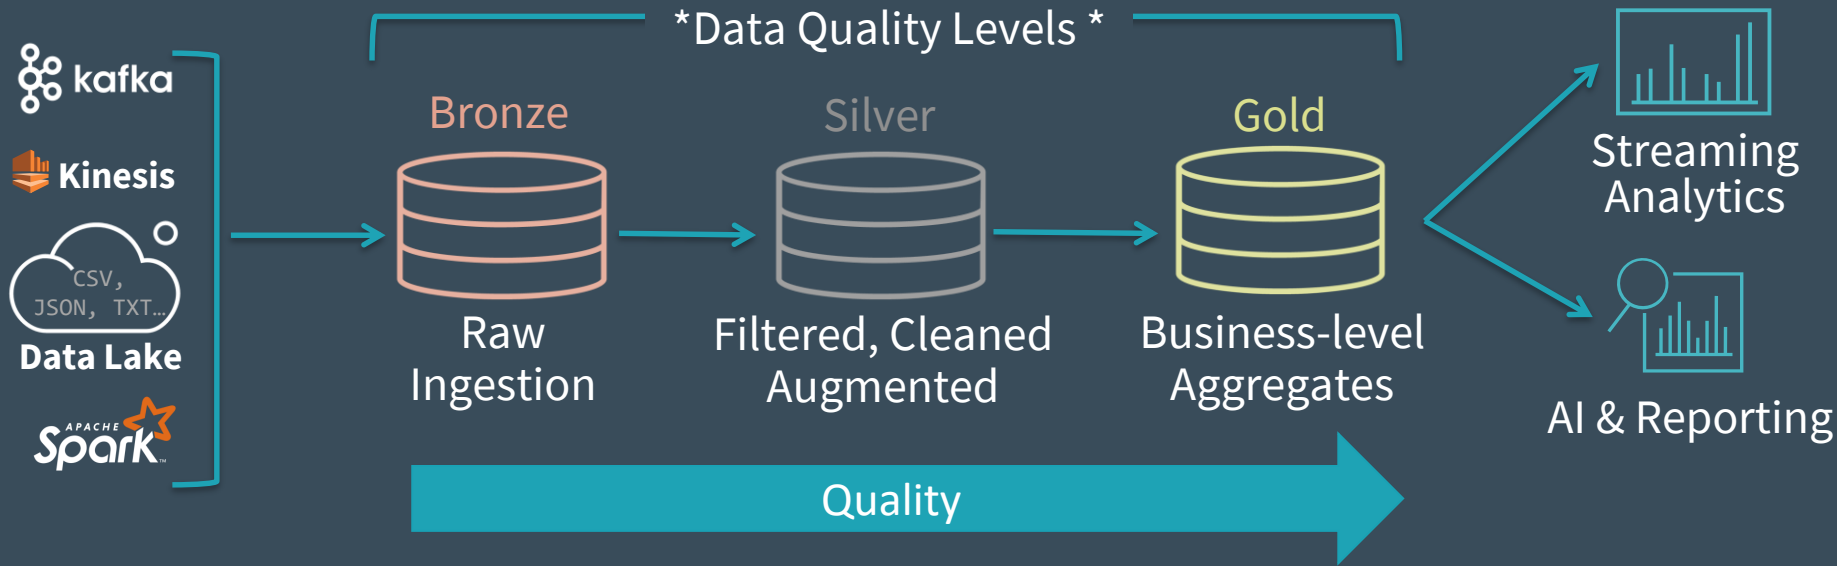 *Data Quality Levels *
kafka
Kinesis
CSV,
JSON, TXT...
Data Lake
APACHE
Spark™
Bronze
Raw
Ingestion
Silver
Filtered, Cleaned
Augmented
Gold
Business-level
Aggregates
Streaming
Analytics
AI & Reporting
Quality